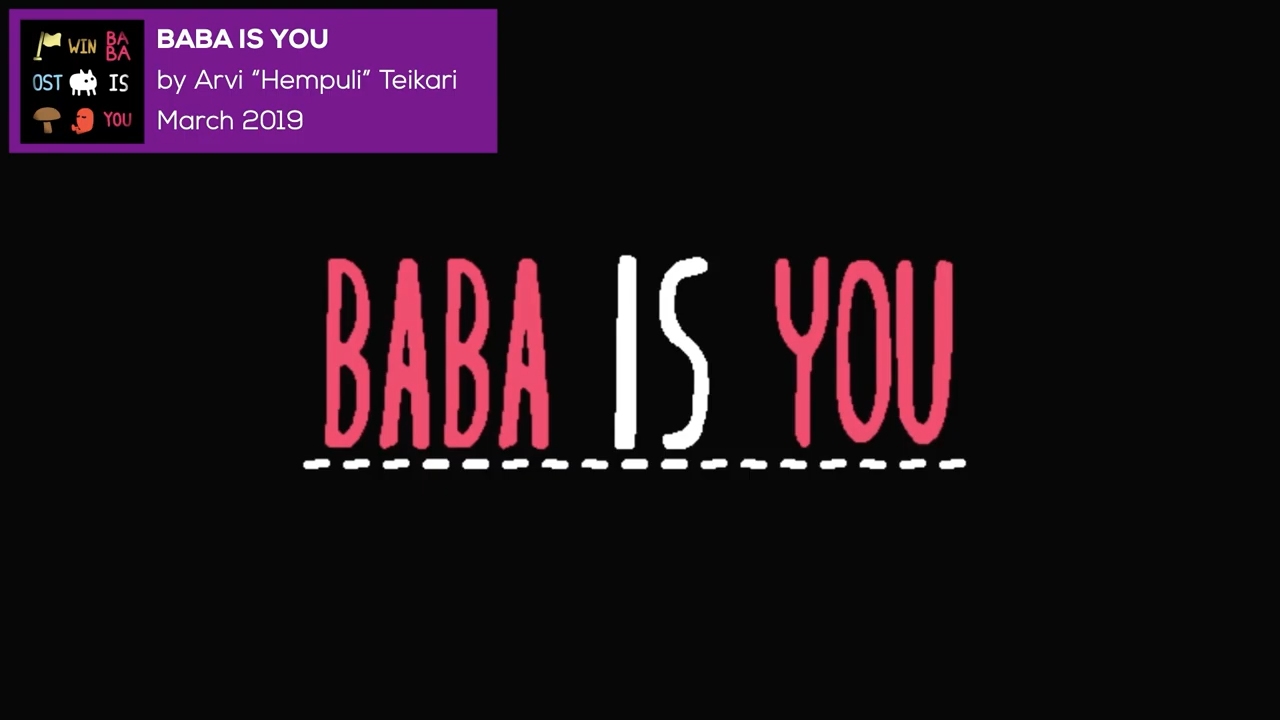 BABA IS YOU
by Arvi “Hempuli” Teikari
March 2019
WIN BA
BA
OST IS
YOU
BABA IS YOU